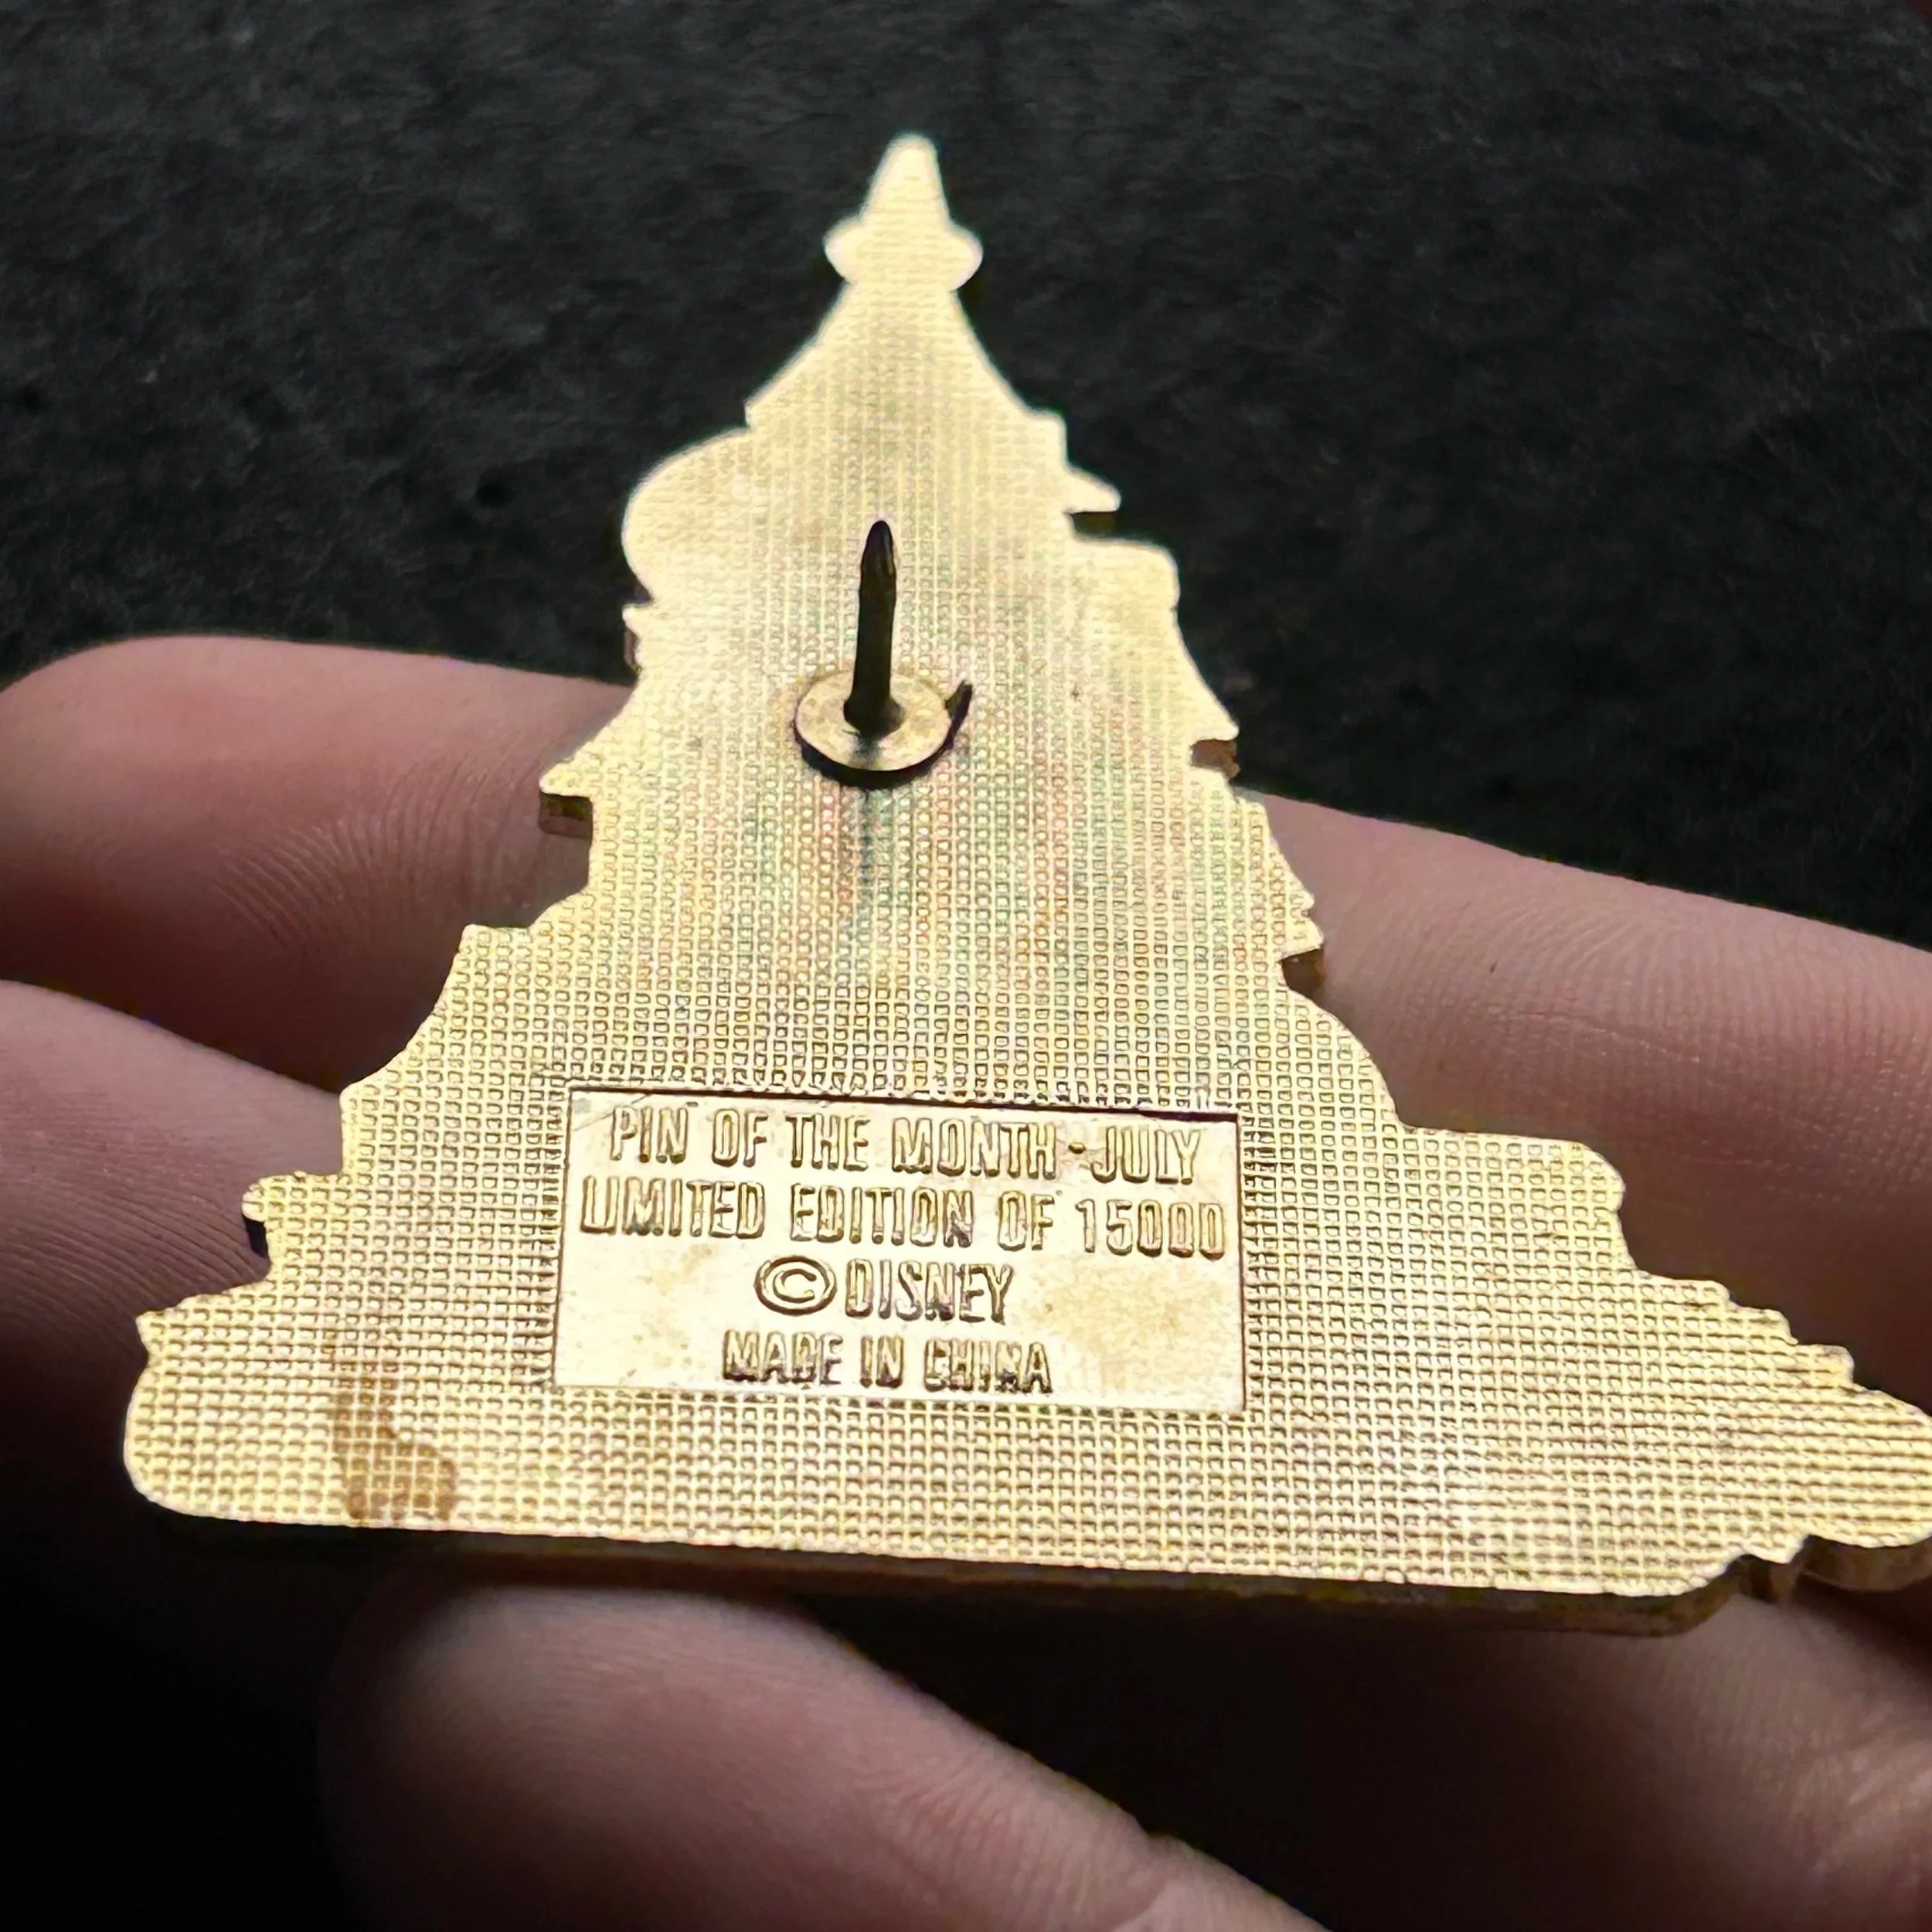 PIN OF THE MONTH • JULY
LIMITED EDITION OF 15000
© DISNEY
MADE IN CHINA